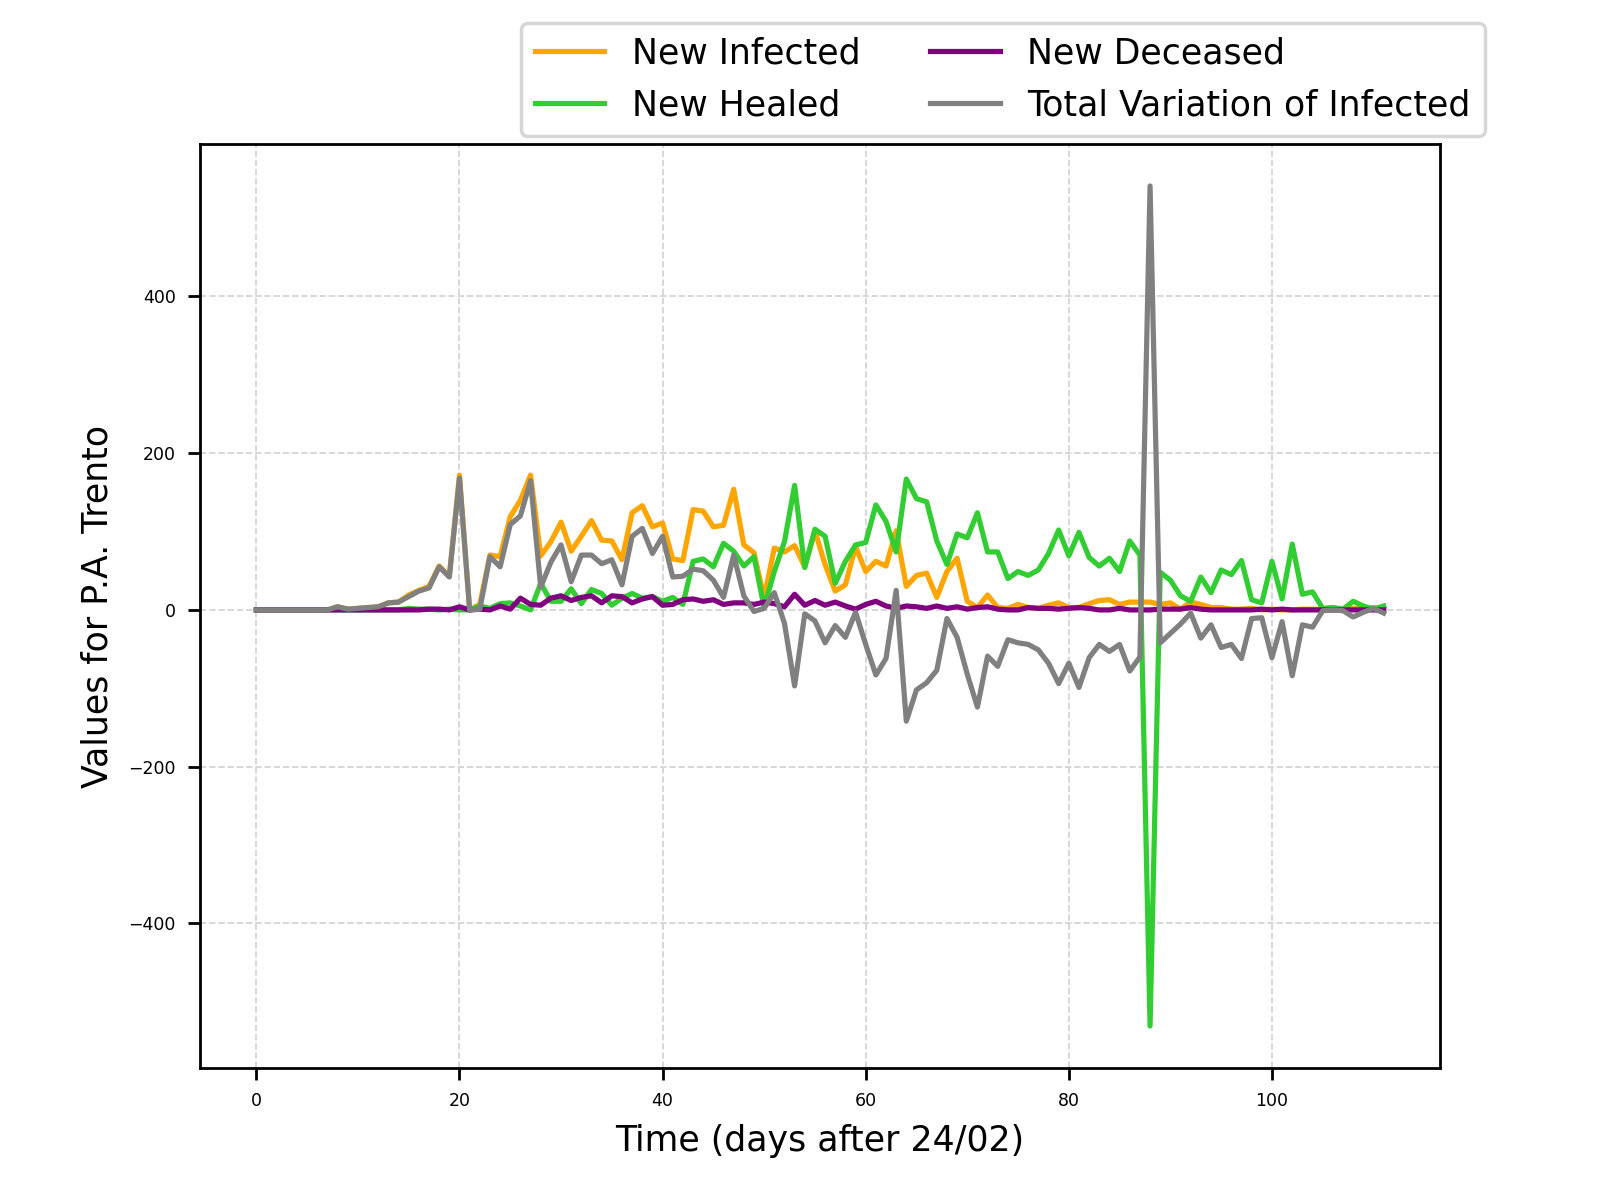 New Infected
New Healed
New Deceased
Total Variation of Infected
Values for P.A. Trento
400
200
0
−200
−400
0 20 40 60 80 100
Time (days after 24/02)